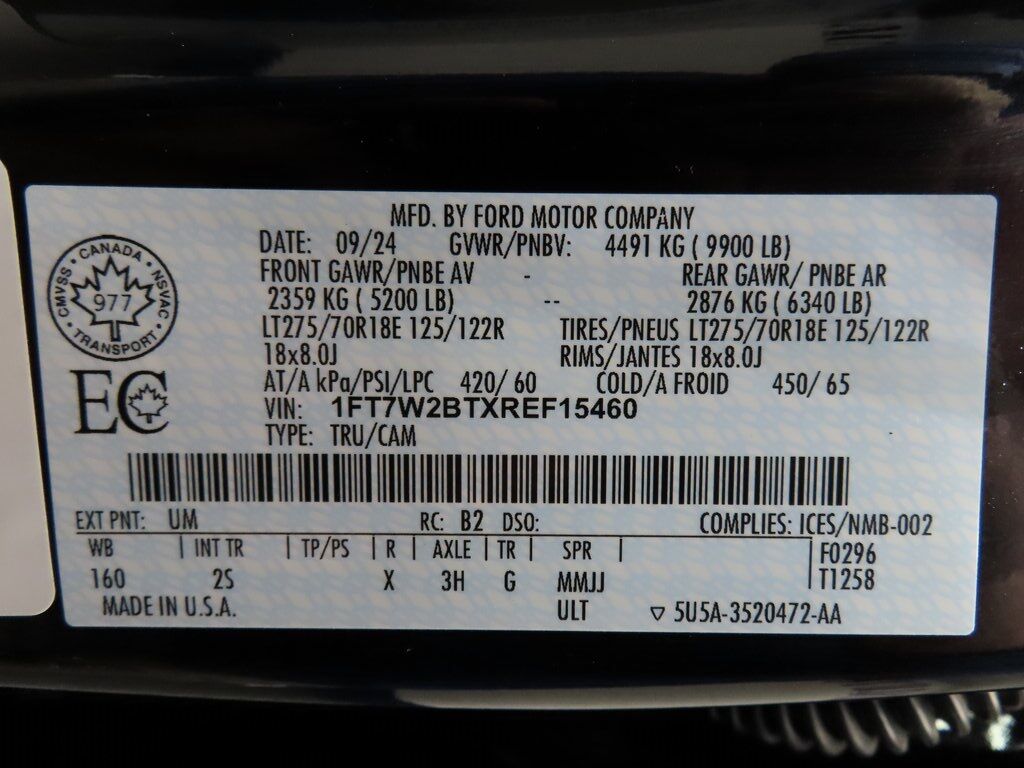 MFD. BY FORD MOTOR COMPANY
DATE: 09/24 GVWR/PNBV: 4491 KG ( 9900 LB)
FRONT GAWR/PNBE AV - REAR GAWR/ PNBE AR
2359 KG ( 5200 LB) -- 2876 KG ( 6340 LB)
LT275/70R18E 125/122R TIRES/PNEUS LT275/70R18E 125/122R
18x8.0J RIMS/JANTES 18x8.0J
AT/A kPa/PSI/LPC 420/ 60 COLD/A FROID 450/ 65
VIN: 1FT7W2BTXREF15460
TYPE: TRU/CAM
CANADA · NSVAC · TRANSPORT · CMVSS ·
977
EC
EXT PNT: UM RC: B2 DSO: COMPLIES: ICES/NMB-002
WB | INT TR | TP/PS | R | AXLE | TR | SPR | | F0296
160 2S X 3H G MMJJ | T1258
MADE IN U.S.A. ULT ▽ 5U5A-3520472-AA